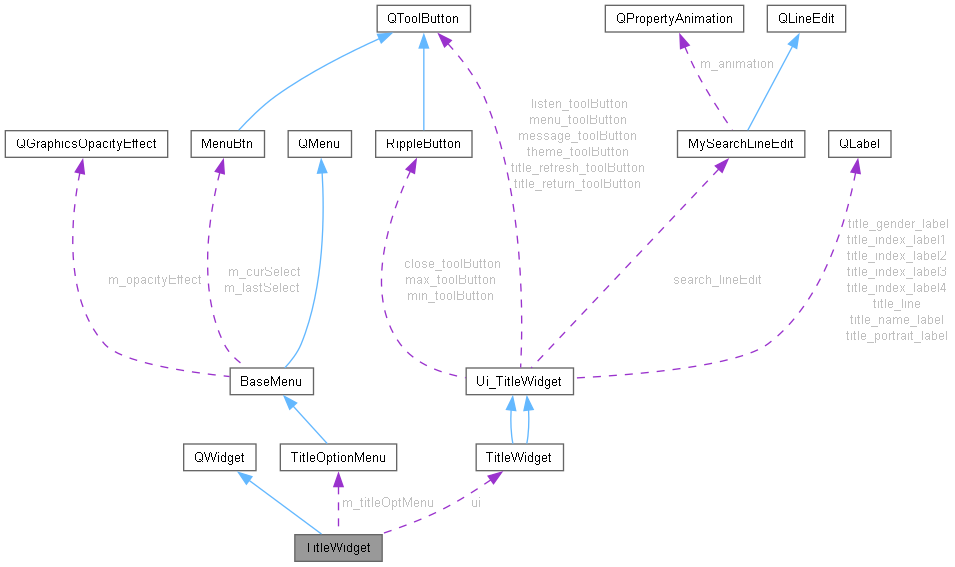 QToolButton
QPropertyAnimation
QLineEdit
m_animation
listen_toolButton
menu_toolButton
message_toolButton
theme_toolButton
title_refresh_toolButton
title_return_toolButton
QGraphicsOpacityEffect
MenuBtn
QMenu
RippleButton
MySearchLineEdit
QLabel
title_gender_label
title_index_label1
title_index_label2
title_index_label3
title_index_label4
title_line
title_name_label
title_portrait_label
m_opacityEffect
m_curSelect
m_lastSelect
close_toolButton
max_toolButton
min_toolButton
search_lineEdit
BaseMenu
Ui_TitleWidget
QWidget
TitleOptionMenu
TitleWidget
m_titleOptMenu
ui
TitleWidget